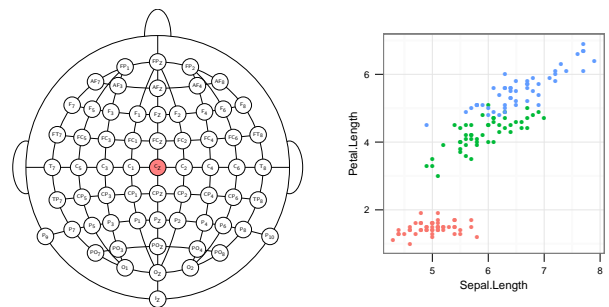 FP1 FPZ FP2
AF7 AF3 AFZ AF4 AF8
F7 F5 F3 F1 FZ F2 F4 F6 F8
FT7 FC5 FC3 FC1 FCZ FC2 FC4 FC6 FT8
T7 C5 C3 C1 CZ C2 C4 C6 T8
TP7 CP5 CP3 CP1 CPZ CP2 CP4 CP6 TP8
P9 P7 P5 P3 P1 PZ P2 P4 P6 P8 P10
PO7 PO3 POZ PO4 PO8
O1 OZ O2
IZ
Petal.Length
6
4
2
5 6 7 8
Sepal.Length